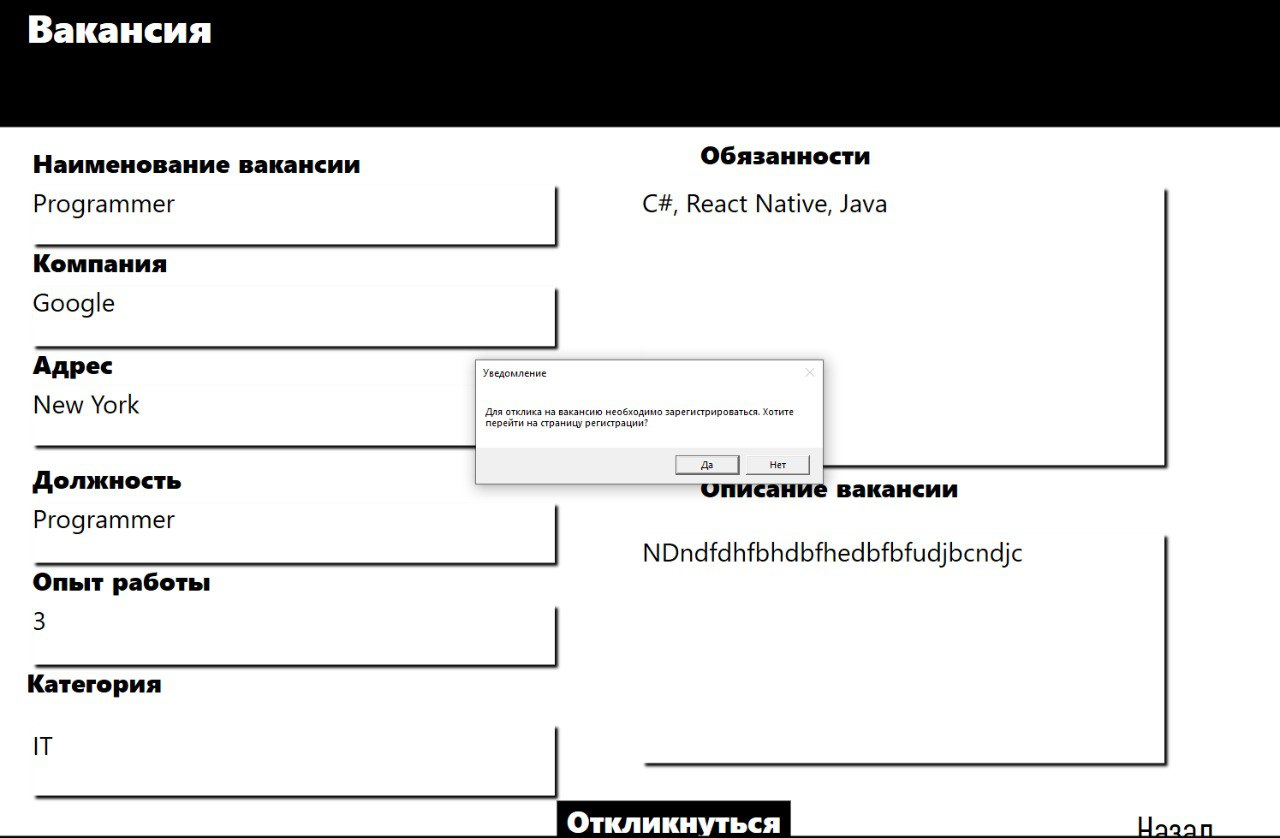 Вакансия
Наименование вакансии
Programmer
Компания
Google
Адрес
New York
Должность
Programmer
Опыт работы
3
Категория
IT
Обязанности
C#, React Native, Java
Уведомление
Для отклика на вакансию необходимо зарегистрироваться. Хотите
перейти на страницу регистрации?
Да
Нет
Описание вакансии
NDndfdhfbhdbfhedbfbfudjbcndjc
Откликнуться
Назад